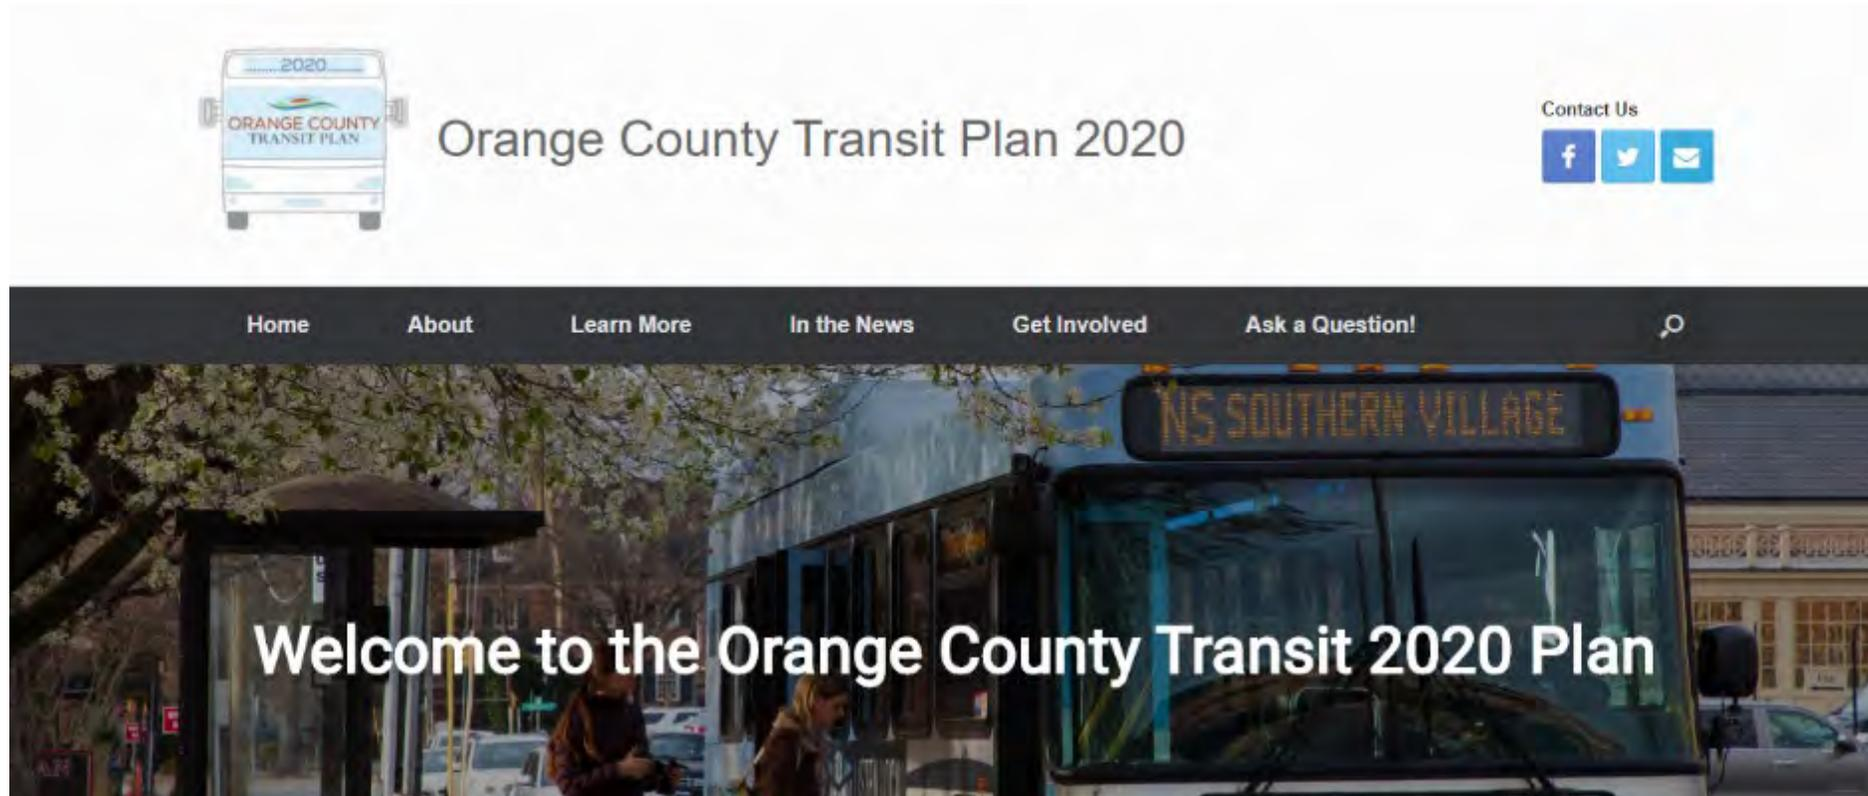 2020
ORANGE COUNTY
TRANSIT PLAN
Orange County Transit Plan 2020
Contact Us
Home About Learn More In the News Get Involved Ask a Question!
NS SOUTHERN VILLAGE
Welcome to the Orange County Transit 2020 Plan